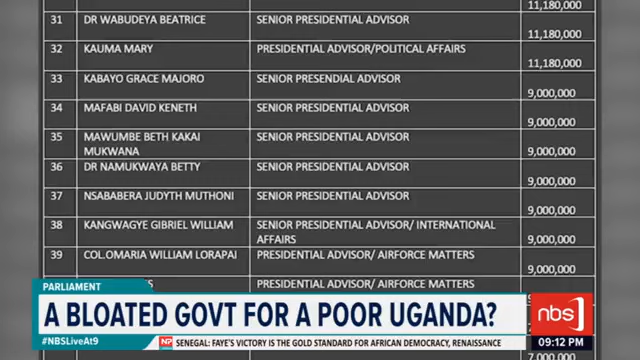 11,180,000
31 DR WABUDEYA BEATRICE SENIOR PRESIDENTIAL ADVISOR
11,180,000
32 KAUMA MARY PRESIDENTIAL ADVISOR/POLITICAL AFFAIRS
11,180,000
33 KABAYO GRACE MAJORO SENIOR PRESENDIAL ADVISOR
9,000,000
34 MAFABI DAVID KENETH SENIOR PRESIDENTIAL ADVISOR
9,000,000
35 MAWUMBE BETH KAKAI SENIOR PRESIDENTIAL ADVISOR
MUKWANA 9,000,000
36 DR NAMUKWAYA BETTY SENIOR PRESIDENTIAL ADVISOR
9,000,000
37 NSABABERA JUDYTH MUTHONI SENIOR PRESIDENTIAL ADVISOR
9,000,000
38 KANGWAGYE GIBRIEL WILLIAM SENIOR PRESIDENTIAL ADVISOR/ INTERNATIONAL
AFFAIRS 9,000,000
39 COL.OMARIA WILLIAM LORAPAI PRESIDENTIAL ADVISOR/ AIRFORCE MATTERS
9,000,000
PRESIDENTIAL ADVISOR/ AIRFORCE MATTERS
PARLIAMENT
A BLOATED GOVT FOR A POOR UGANDA?
nbs
#NBSLiveAt9 NP SENEGAL: FAYE'S VICTORY IS THE GOLD STANDARD FOR AFRICAN DEMOCRACY, RENAISSANCE 09:12 PM
7,000,000